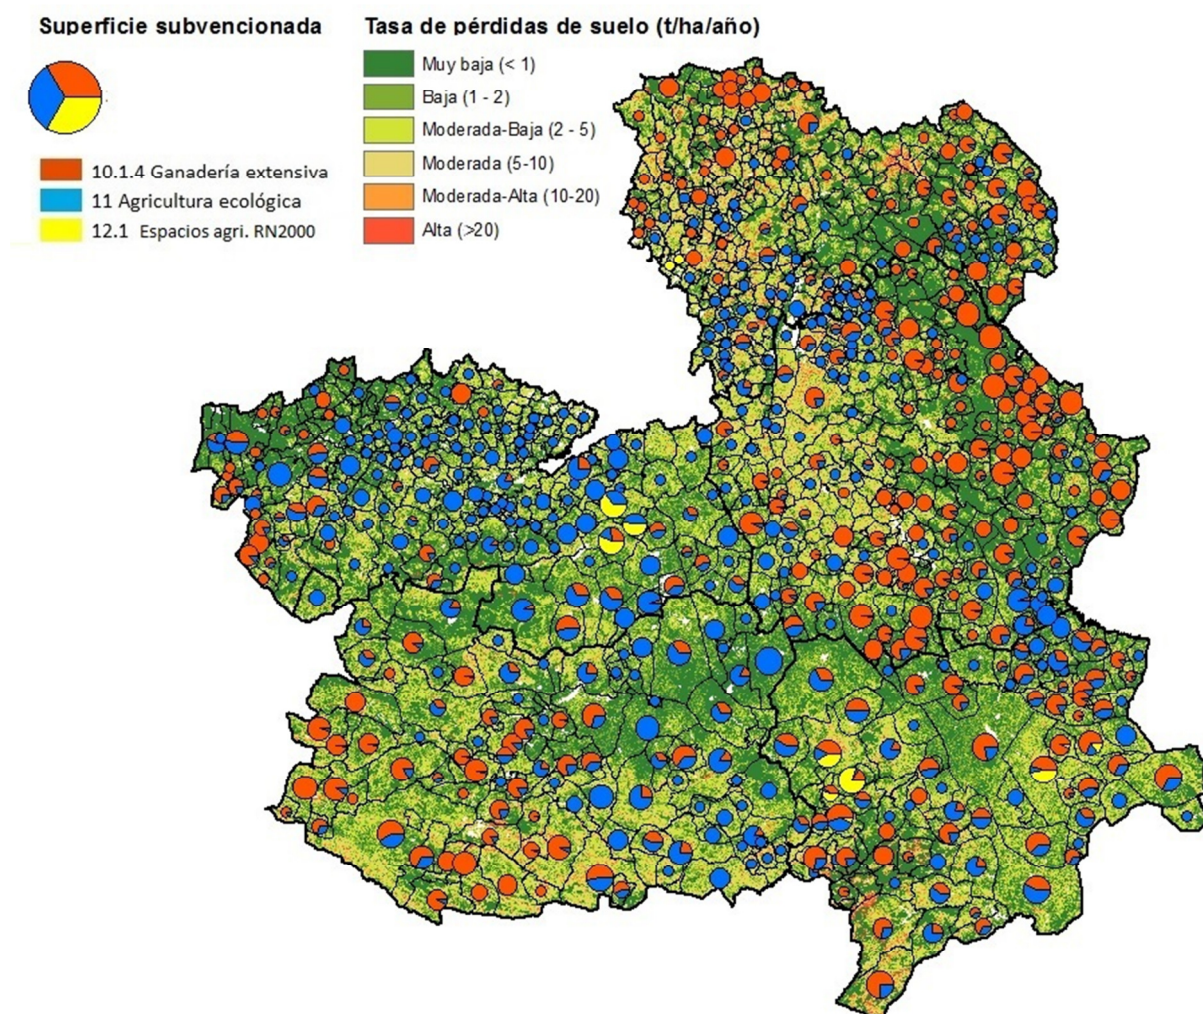 Superficie subvencionada
10.1.4 Ganadería extensiva
11 Agricultura ecológica
12.1 Espacios agri. RN2000
Tasa de pérdidas de suelo (t/ha/año)
Muy baja (< 1)
Baja (1 - 2)
Moderada-Baja (2 - 5)
Moderada (5-10)
Moderada-Alta (10-20)
Alta (>20)